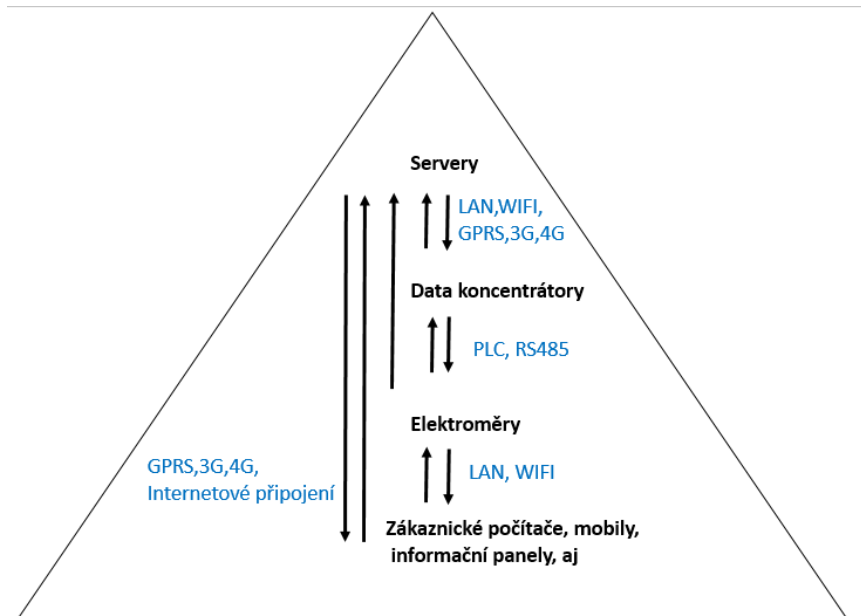 Servery
LAN,WIFI,
GPRS,3G,4G
Data koncentrátory
PLC, RS485
Elektroměry
GPRS,3G,4G,
Internetové připojení
LAN, WIFI
Zákaznické počítače, mobily,
informační panely, aj